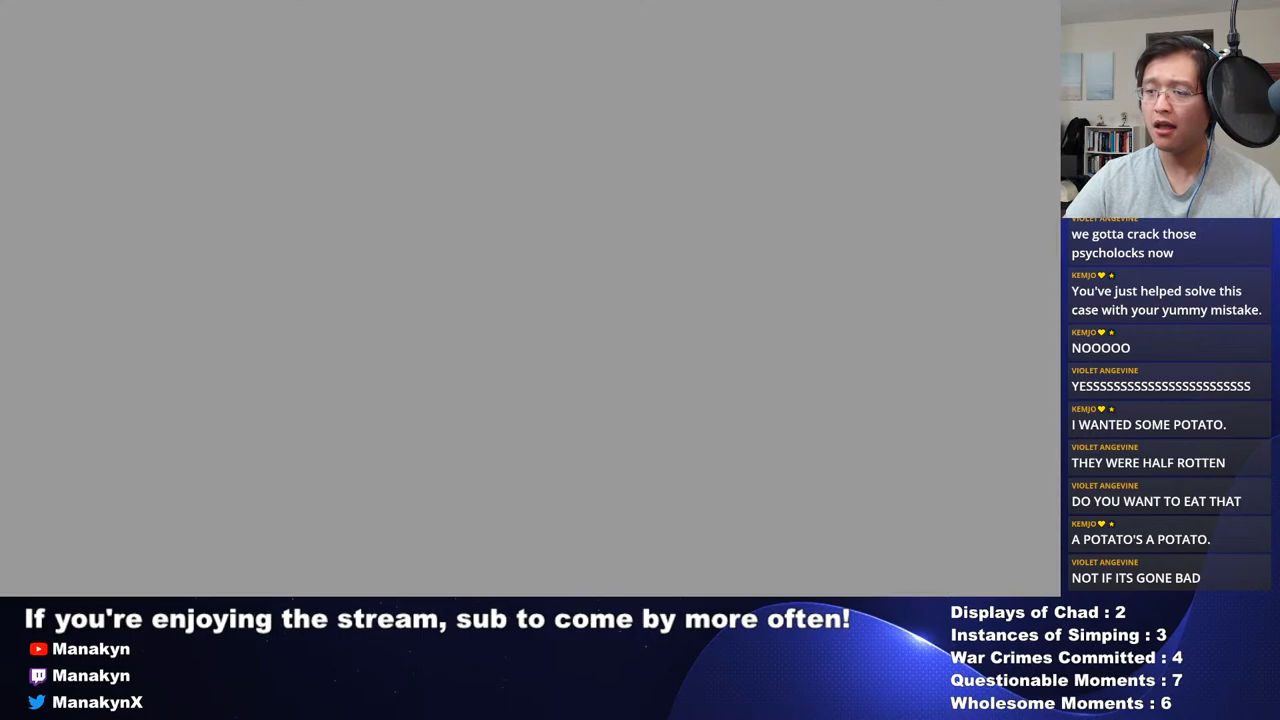 VIOLET ANGEVINE
we gotta crack those
psycholocks now
KEMJO
You've just helped solve this
case with your yummy mistake.
KEMJO
NOOOOO
VIOLET ANGEVINE
YESSSSSSSSSSSSSSSSSSSSSSSS
KEMJO
I WANTED SOME POTATO.
VIOLET ANGEVINE
THEY WERE HALF ROTTEN
VIOLET ANGEVINE
DO YOU WANT TO EAT THAT
KEMJO
A POTATO'S A POTATO.
VIOLET ANGEVINE
NOT IF ITS GONE BAD
If you're enjoying the stream, sub to come by more often!
Manakyn
Manakyn
ManakynX
Displays of Chad : 2
Instances of Simping : 3
War Crimes Committed : 4
Questionable Moments : 7
Wholesome Moments : 6